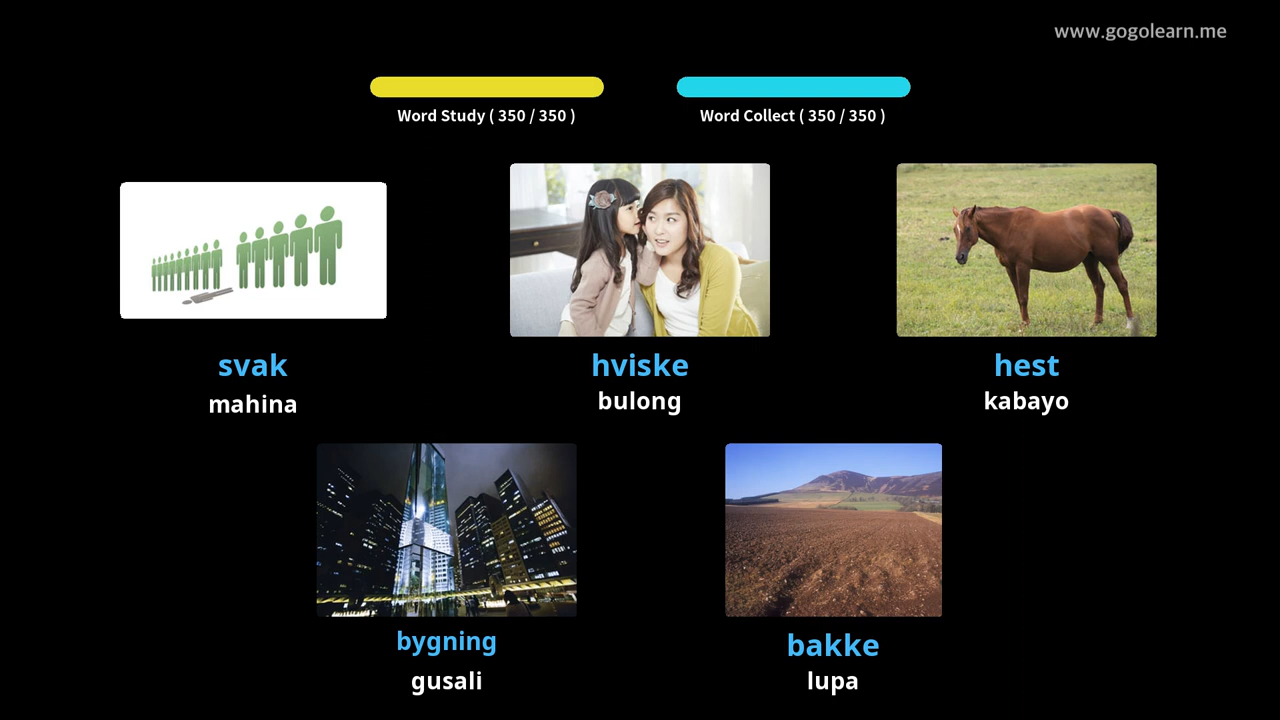 www.gogolearn.me
Word Study ( 350 / 350 )
Word Collect ( 350 / 350 )
svak
mahina
hviske
bulong
hest
kabayo
bygning
gusali
bakke
lupa